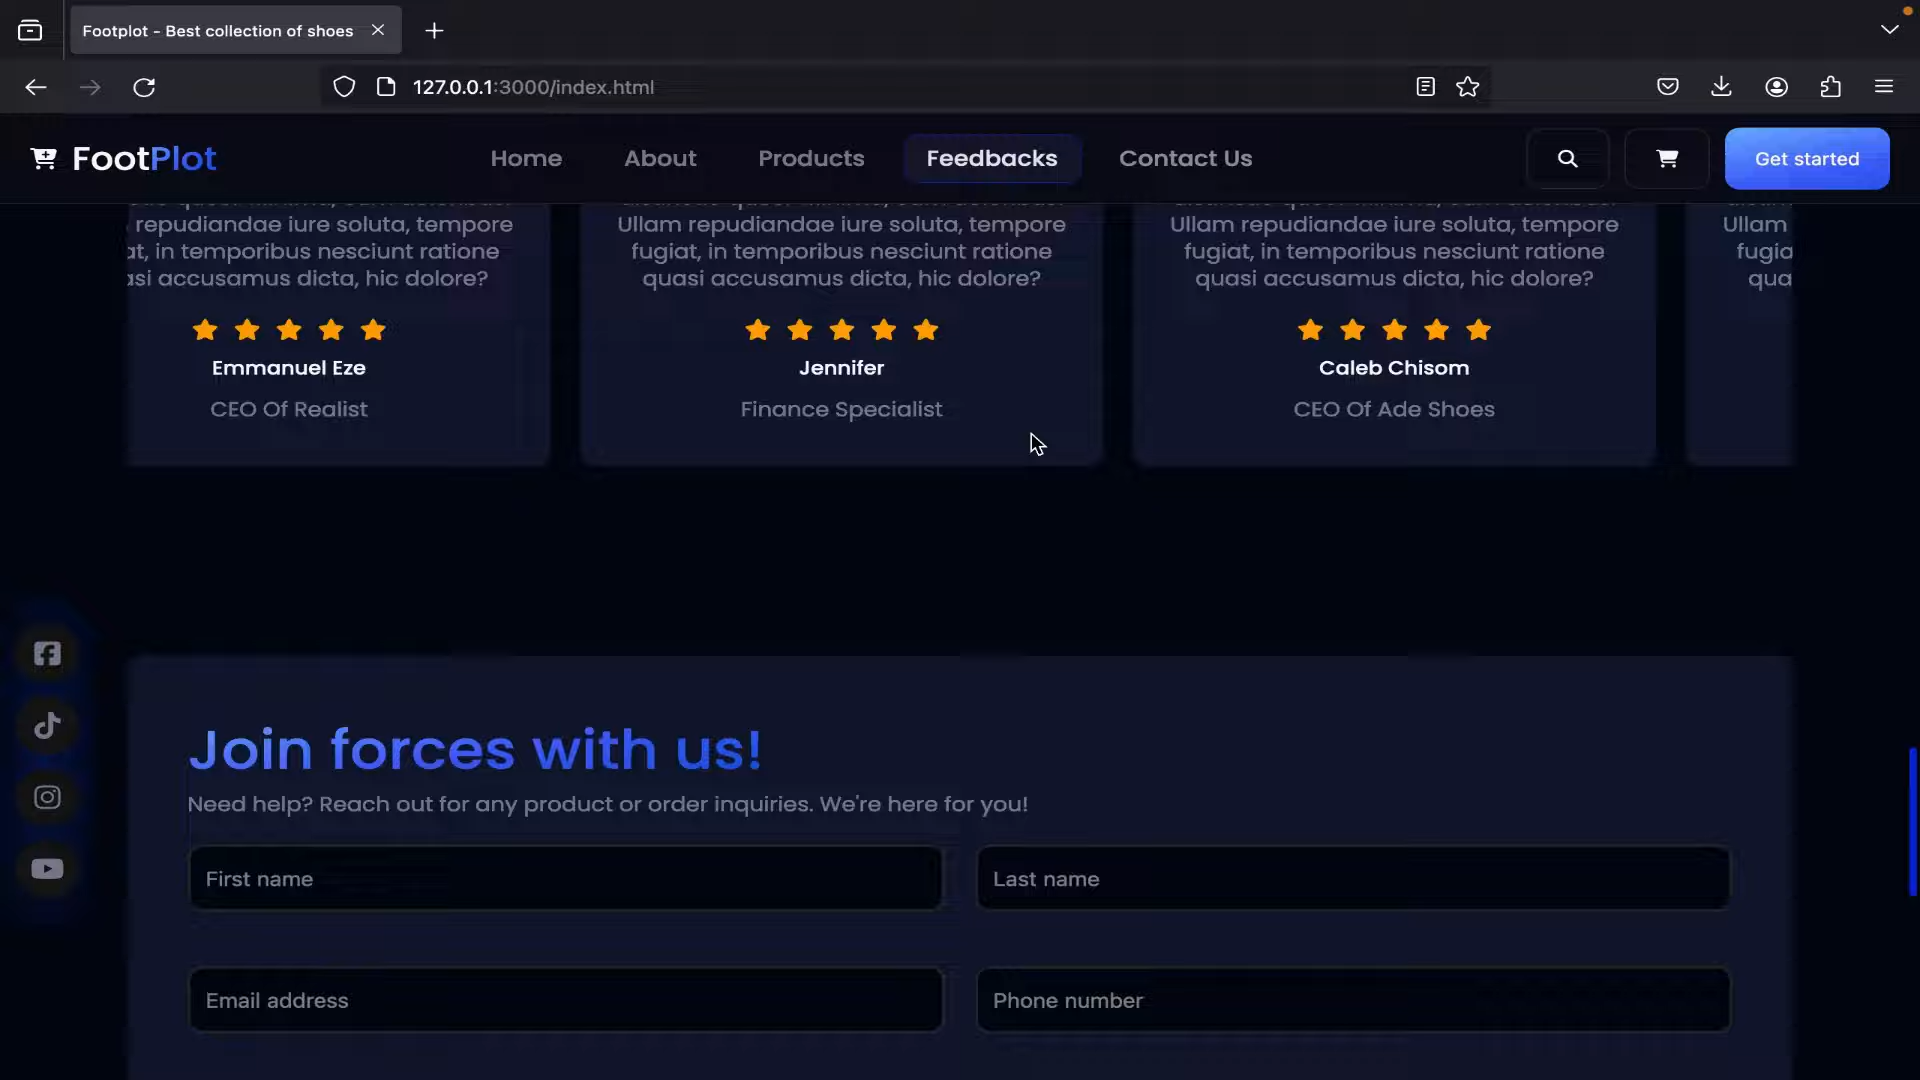 Footplot - Best collection of shoes
127.0.0.1:3000/index.html
FootPlot
Home
About
Products
Feedbacks
Contact Us
Get started
repudiandae iure soluta, tempore
at, in temporibus nesciunt ratione
asi accusamus dicta, hic dolore?
Emmanuel Eze
CEO Of Realist
Ullam repudiandae iure soluta, tempore
fugiat, in temporibus nesciunt ratione
quasi accusamus dicta, hic dolore?
Jennifer
Finance Specialist
Ullam repudiandae iure soluta, tempore
fugiat, in temporibus nesciunt ratione
quasi accusamus dicta, hic dolore?
Caleb Chisom
CEO Of Ade Shoes
Ullam
fugia
qua
Join forces with us!
Need help? Reach out for any product or order inquiries. We're here for you!
First name
Last name
Email address
Phone number